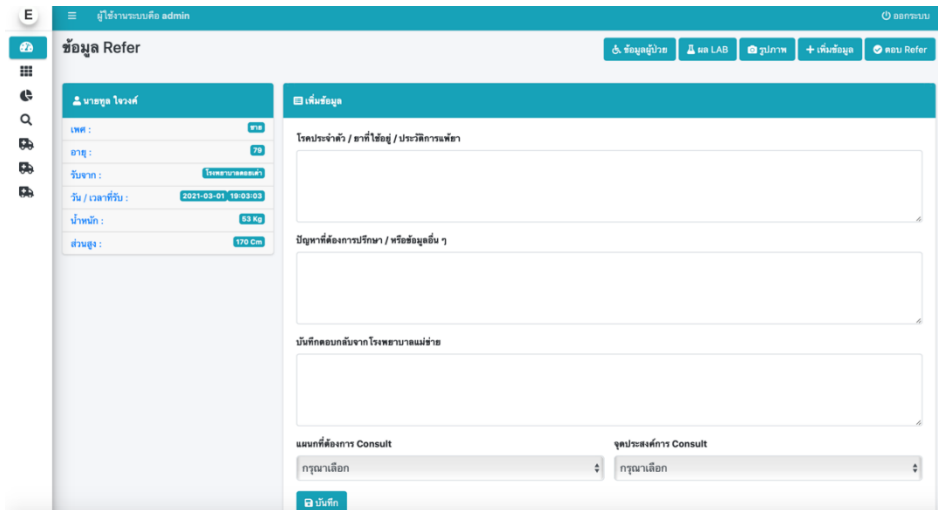 E
ผู้ใช้งานระบบคือ admin
ออกระบบ
ข้อมูล Refer
ข้อมูลผู้ป่วย
ผล LAB
รูปภาพ
เพิ่มข้อมูล
ตอบ Refer
นายทูล ใจวงค์
เพิ่มข้อมูล
เพศ :
ชาย
อายุ :
79
รับจาก :
วัน / เวลาที่รับ :
2021-03-01 19:03:03
น้ำหนัก :
53 Kg
ส่วนสูง :
170 Cm
โรคประจำตัว / ยาที่ใช้อยู่ / ประวัติการแพ้ยา
ปัญหาที่ต้องการปรึกษา / หรือข้อมูลอื่น ๆ
บันทึกตอบกลับจากโรงพยาบาลแม่ข่าย
แผนกที่ต้องการ Consult
จุดประสงค์การ Consult
กรุณาเลือก
กรุณาเลือก
บันทึก